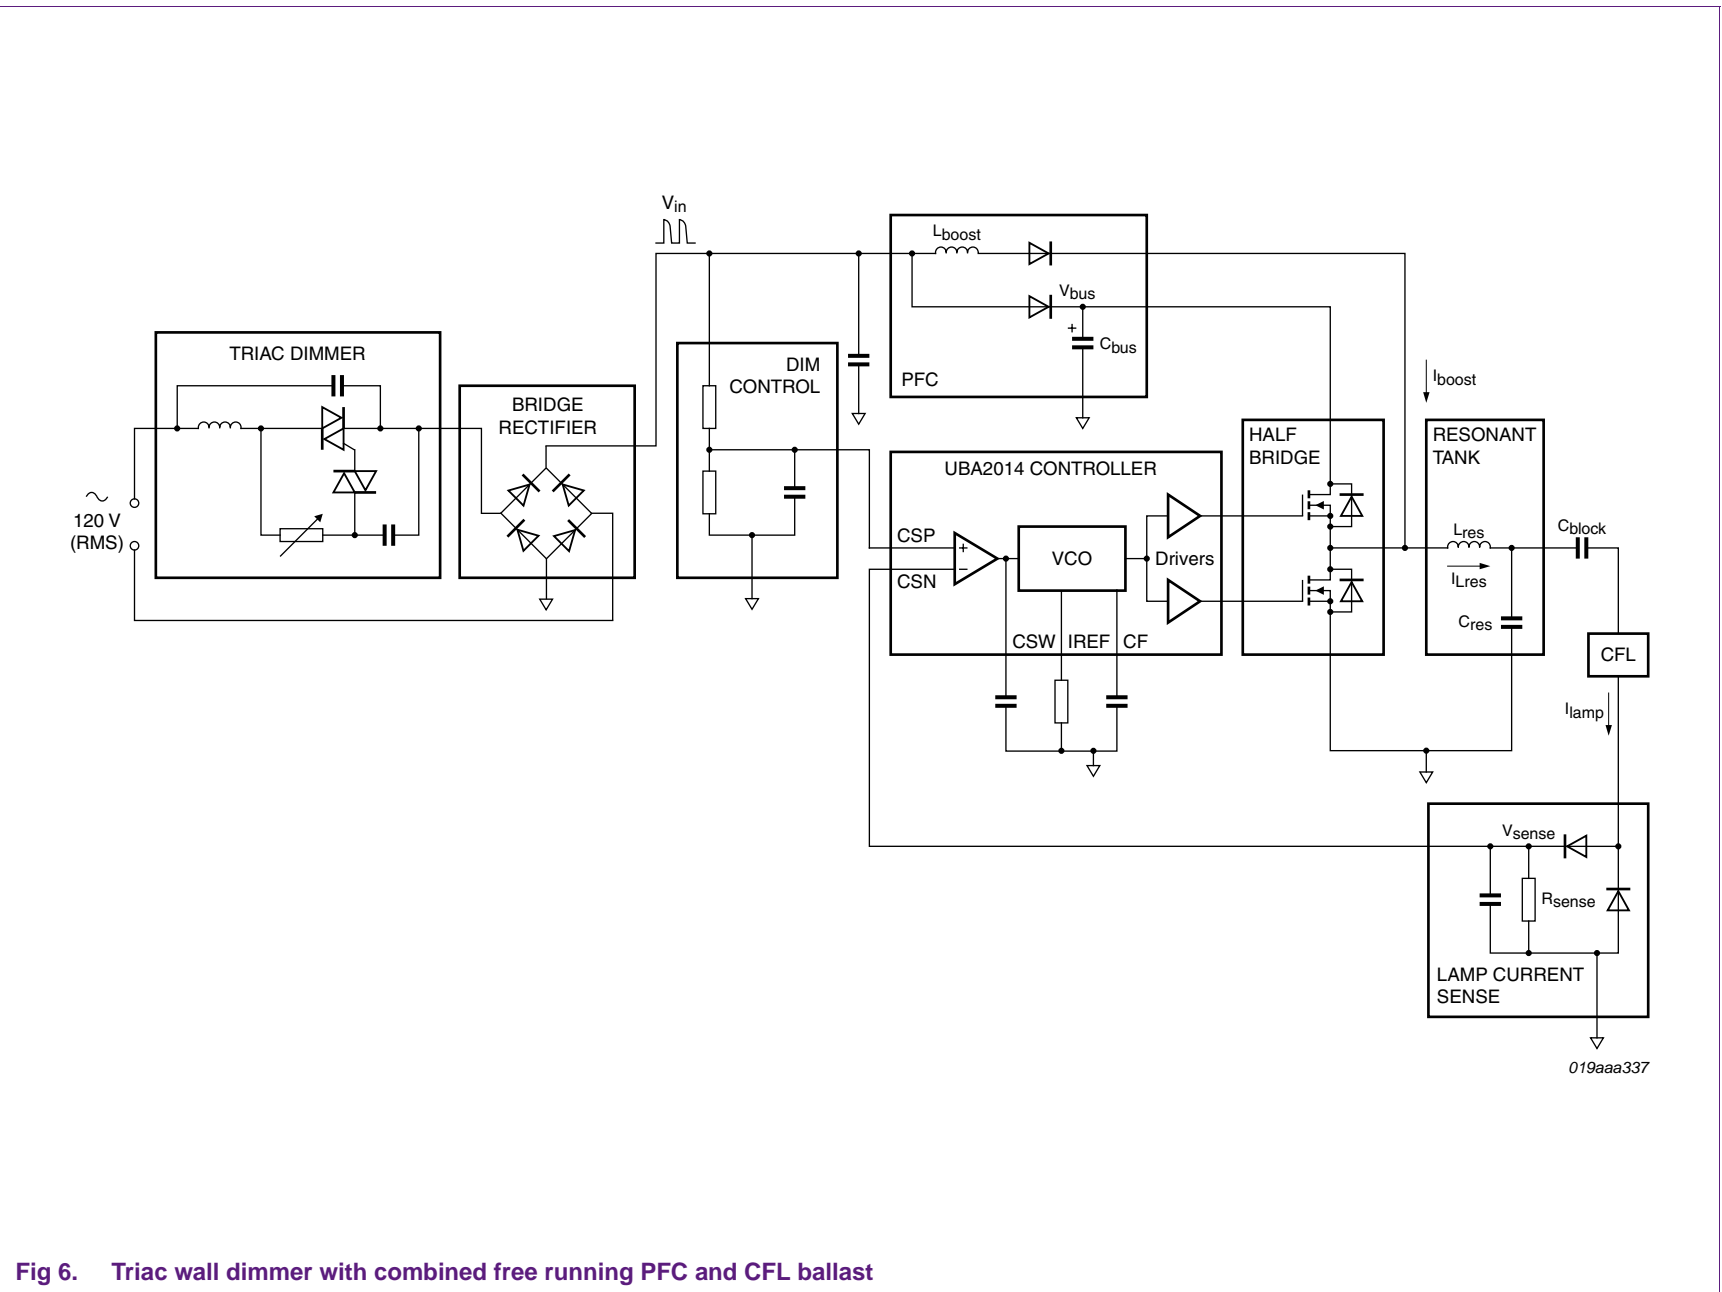 Vin
Lboost
Vbus
+
Cbus
PFC
TRIAC DIMMER
DIM
CONTROL
BRIDGE
RECTIFIER
Iboost
HALF
BRIDGE
RESONANT
TANK
UBA2014 CONTROLLER
120 V
(RMS)
CSP
+
VCO
Drivers
−
CSN
Lres
ILres
Cblock
Cres
CSW
IREF
CF
CFL
Ilamp
Vsense
Rsense
LAMP CURRENT
SENSE
019aaa337
Fig 6. Triac wall dimmer with combined free running PFC and CFL ballast